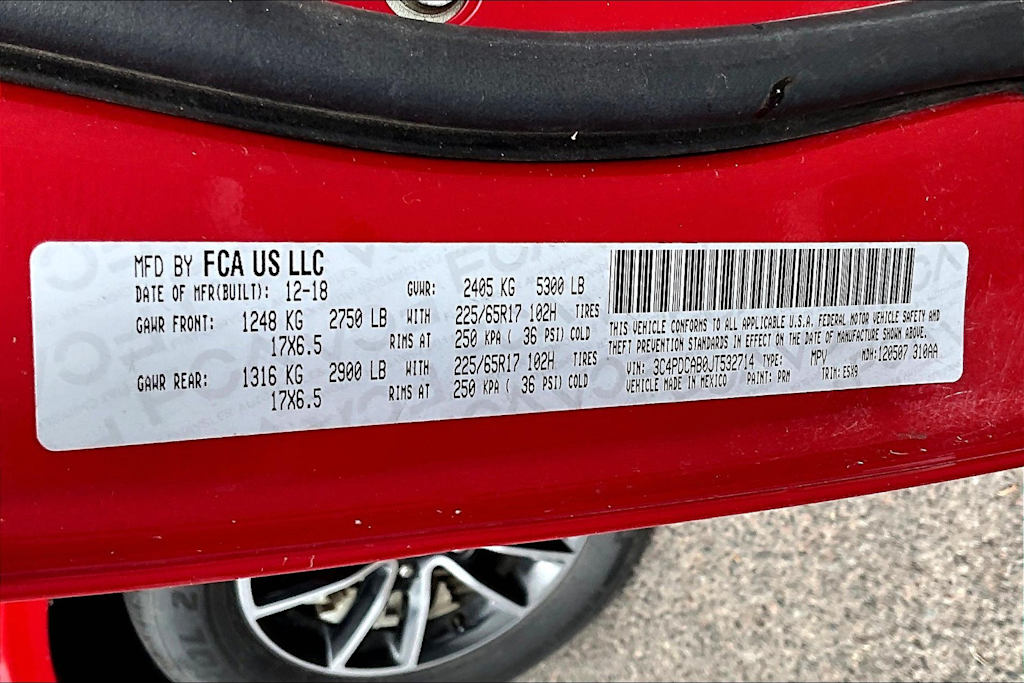 MFD BY FCA US LLC
DATE OF MFR(BUILT): 12-18 GVWR: 2405 KG 5300 LB
GAWR FRONT: 1248 KG 2750 LB WITH 225/65R17 102H TIRES
17X6.5 RIMS AT 250 KPA ( 36 PSI) COLD
GAWR REAR: 1316 KG 2900 LB WITH 225/65R17 102H TIRES
17X6.5 RIMS AT 250 KPA ( 36 PSI) COLD
THIS VEHICLE CONFORMS TO ALL APPLICABLE U.S.A. FEDERAL MOTOR VEHICLE SAFETY AND
THEFT PREVENTION STANDARDS IN EFFECT ON THE DATE OF MANUFACTURE SHOWN ABOVE.
VIN: 3C4PDCAB0JT532714 TYPE: MPV MDH: 120507 310AA
VEHICLE MADE IN MEXICO PAINT: PRM TRIM: E5X9